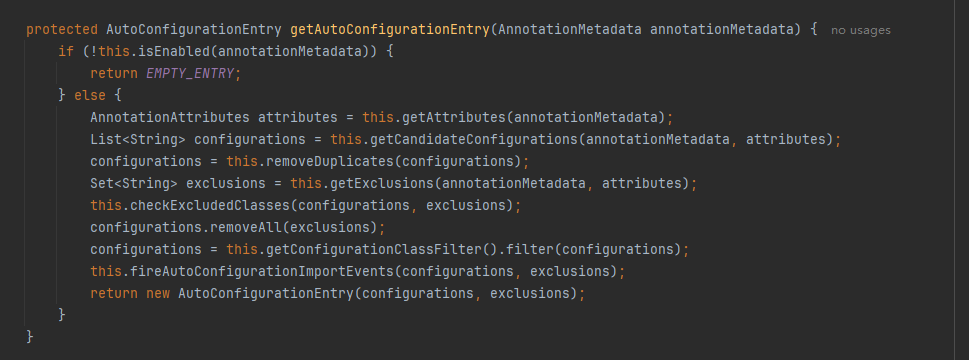 protected AutoConfigurationEntry getAutoConfigurationEntry(AnnotationMetadata annotationMetadata) { no usages
    if (!this.isEnabled(annotationMetadata)) {
        return EMPTY_ENTRY;
    } else {
        AnnotationAttributes attributes = this.getAttributes(annotationMetadata);
        List<String> configurations = this.getCandidateConfigurations(annotationMetadata, attributes);
        configurations = this.removeDuplicates(configurations);
        Set<String> exclusions = this.getExclusions(annotationMetadata, attributes);
        this.checkExcludedClasses(configurations, exclusions);
        configurations.removeAll(exclusions);
        configurations = this.getConfigurationClassFilter().filter(configurations);
        this.fireAutoConfigurationImportEvents(configurations, exclusions);
        return new AutoConfigurationEntry(configurations, exclusions);
    }
}